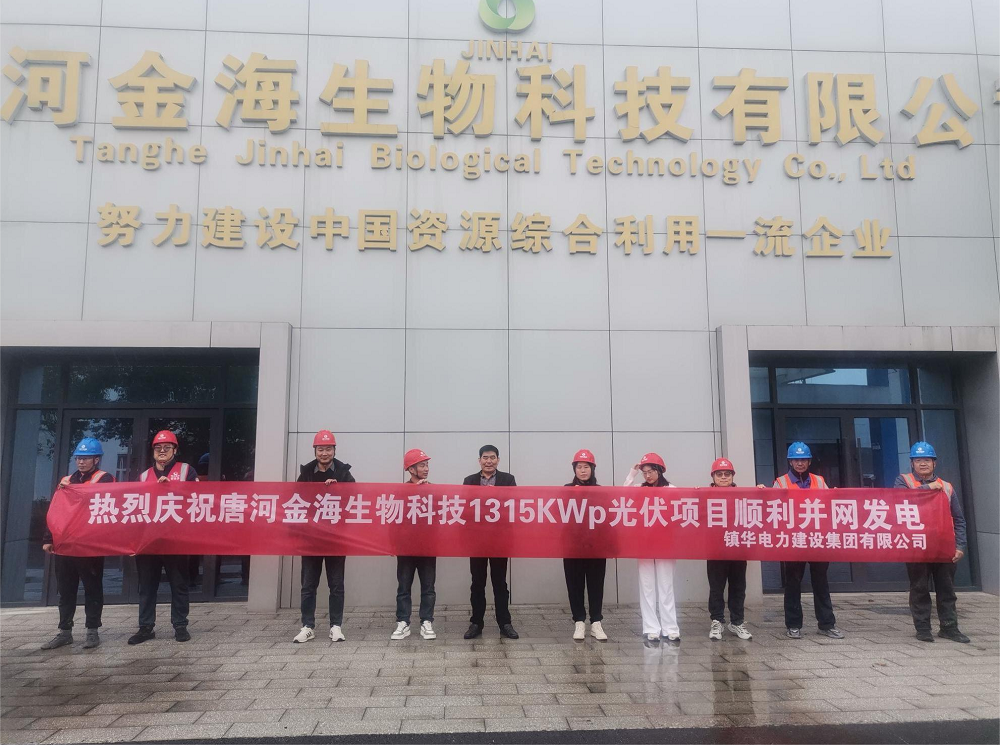 JINHAI
河金海生物科技有限公
Tanghe Jinhai Biological Technology Co., Ltd
努力建设中国资源综合利用一流企业
热烈庆祝唐河金海生物科技1315KWp光伏项目顺利并网发电
镇华电力建设集团有限公司